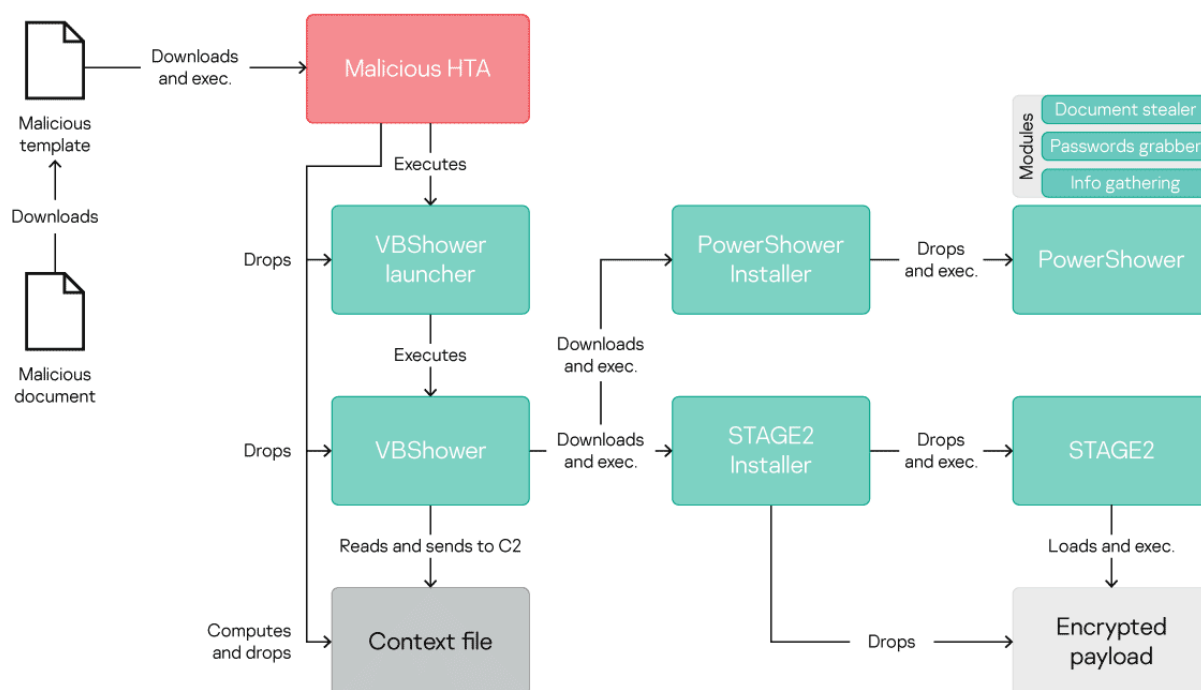 Downloads
and exec.
Malicious HTA
Malicious
template
Downloads
Malicious
document
Executes
Drops
VBShower
launcher
Executes
Drops
VBShower
Reads and sends to C2
Computes
and drops
Context file
Downloads
and exec.
Downloads
and exec.
PowerShower
Installer
Drops
and exec.
Modules
Document stealer
Passwords grabber
Info gathering
PowerShower
STAGE2
Installer
Drops
and exec.
STAGE2
Loads and exec.
Drops
Encrypted
payload